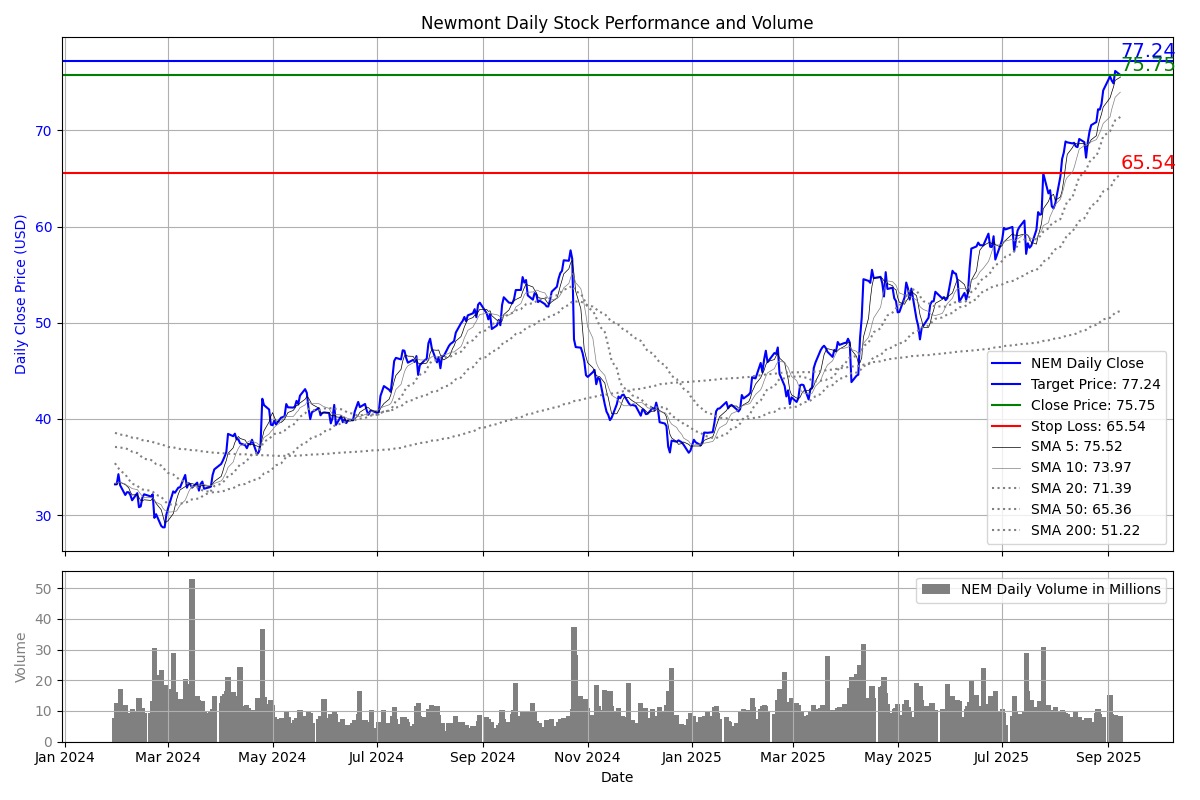 Newmont Daily Stock Performance and Volume
77.24
75.75
70
65.54
60
50
40
30
Daily Close Price (USD)
NEM Daily Close
Target Price: 77.24
Close Price: 75.75
Stop Loss: 65.54
SMA 5: 75.52
SMA 10: 73.97
SMA 20: 71.39
SMA 50: 65.36
SMA 200: 51.22
50
40
30
20
10
0
Volume
NEM Daily Volume in Millions
Jan 2024 Mar 2024 May 2024 Jul 2024 Sep 2024 Nov 2024 Jan 2025 Mar 2025 May 2025 Jul 2025 Sep 2025
Date